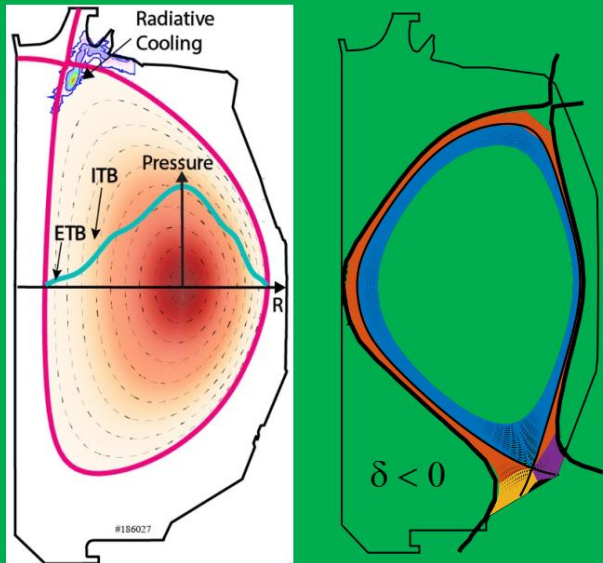 Radiative
Cooling
Pressure
ITB
ETB
R
#186027
δ < 0